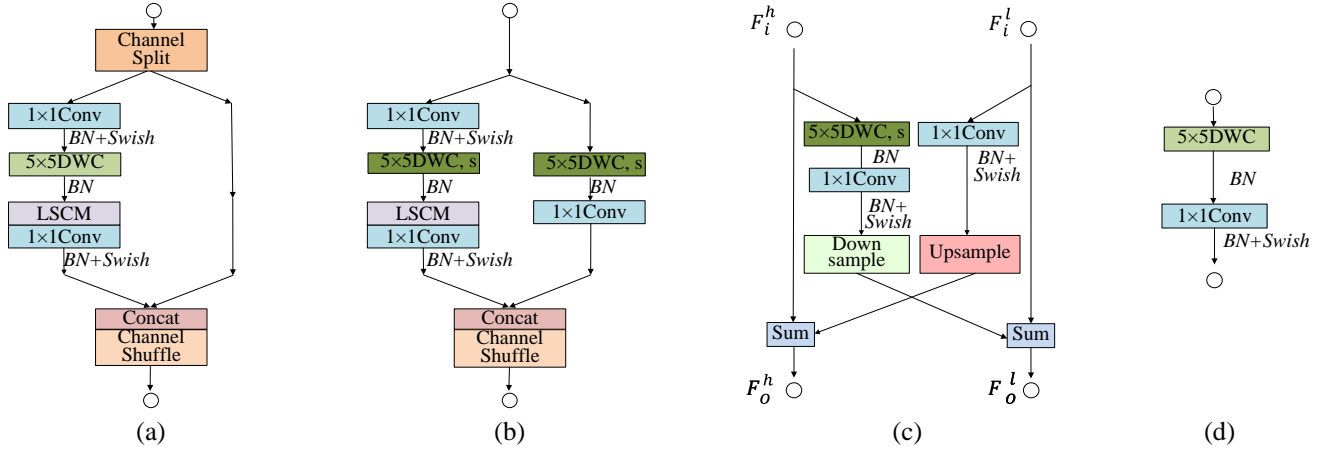 Channel
Split
1×1Conv
BN+Swish
5×5DWC
BN
LSCM
1×1Conv
BN+Swish
Concat
Channel
Shuffle
(a)
1×1Conv
BN+Swish
5×5DWC, s
BN
LSCM
1×1Conv
BN+Swish
5×5DWC, s
BN
1×1Conv
Concat
Channel
Shuffle
(b)
F_i^h
F_i^l
5×5DWC, s
BN
1×1Conv
BN+
Swish
Down
sample
1×1Conv
BN+
Swish
Upsample
Sum
Sum
F_o^h
F_o^l
(c)
5×5DWC
BN
1×1Conv
BN+Swish
(d)